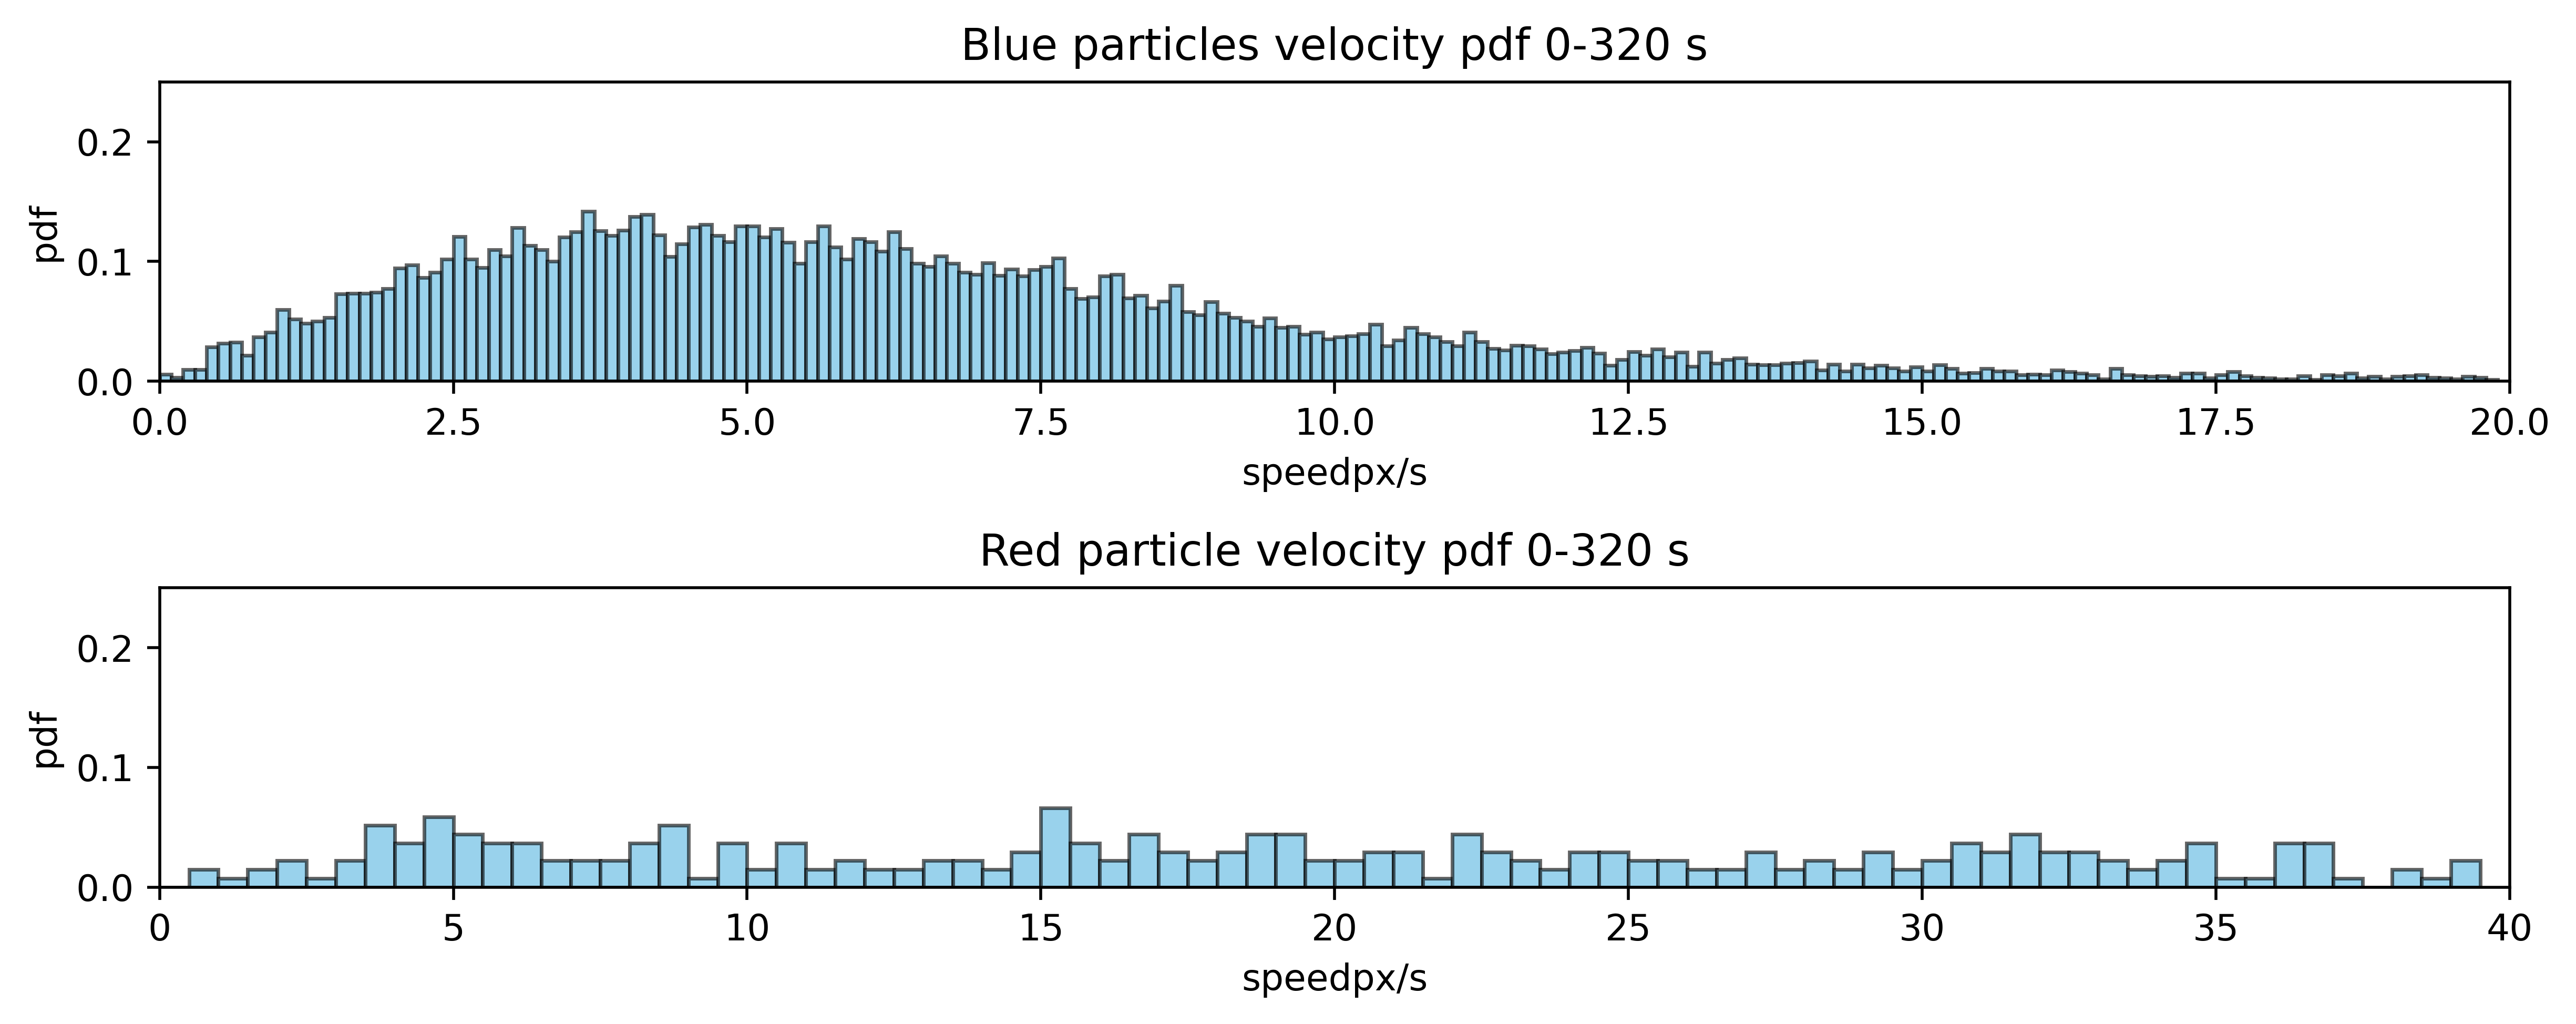 Blue particles velocity pdf 0-320 s
pdf
0.2
0.1
0.0
0.0 2.5 5.0 7.5 10.0 12.5 15.0 17.5 20.0
speedpx/s
Red particle velocity pdf 0-320 s
pdf
0.2
0.1
0.0
0 5 10 15 20 25 30 35 40
speedpx/s